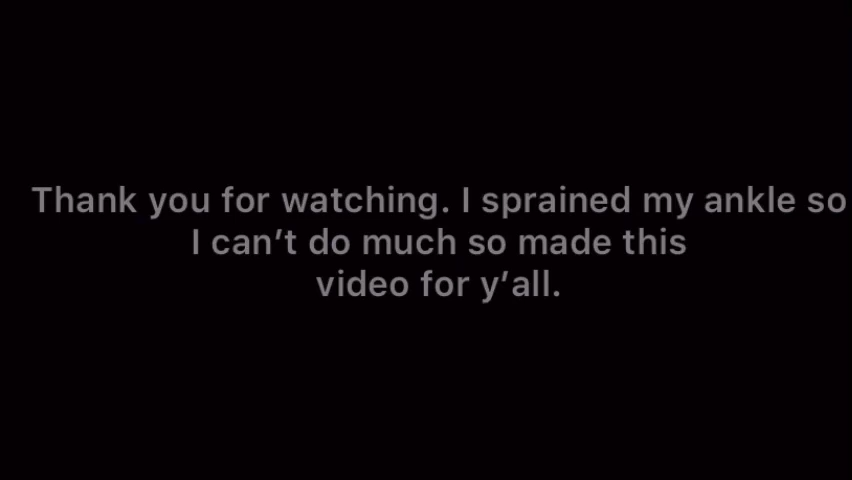 Thank you for watching. I sprained my ankle so
I can’t do much so made this
video for y’all.